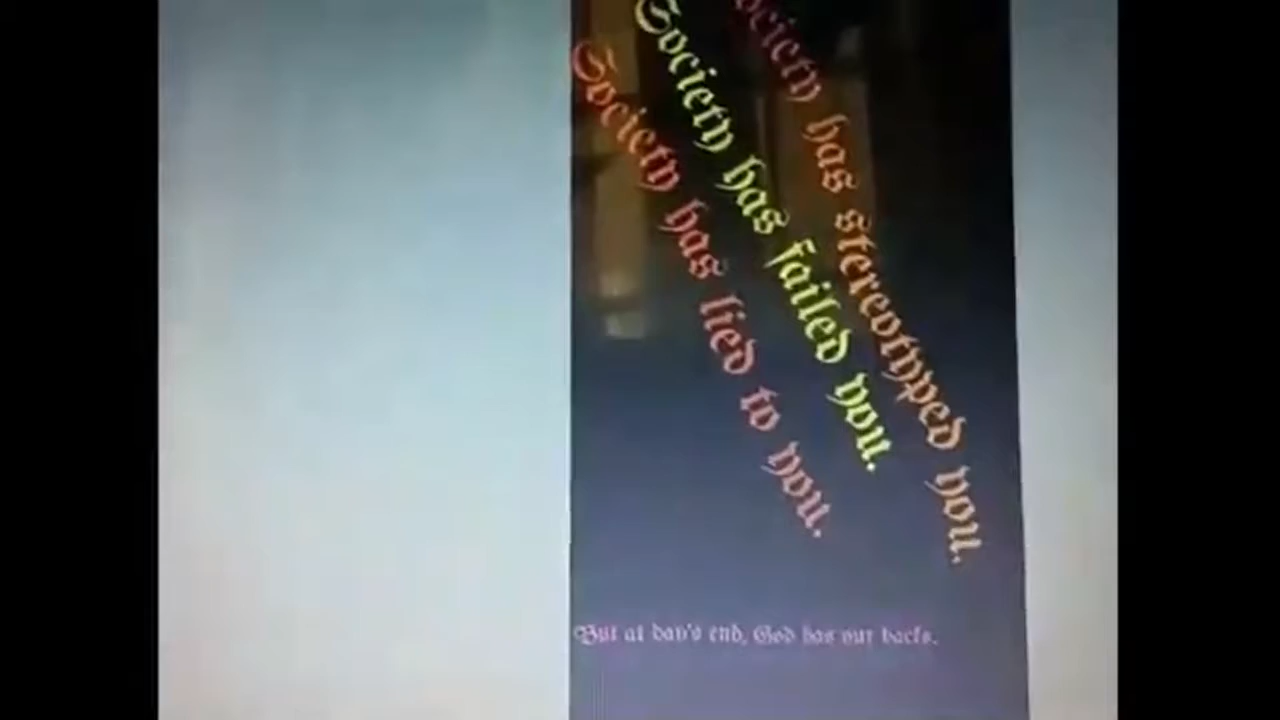 Society has lied to you.
Society has failed you.
ociety has stereotyped you.
But at day's end, God has our backs.